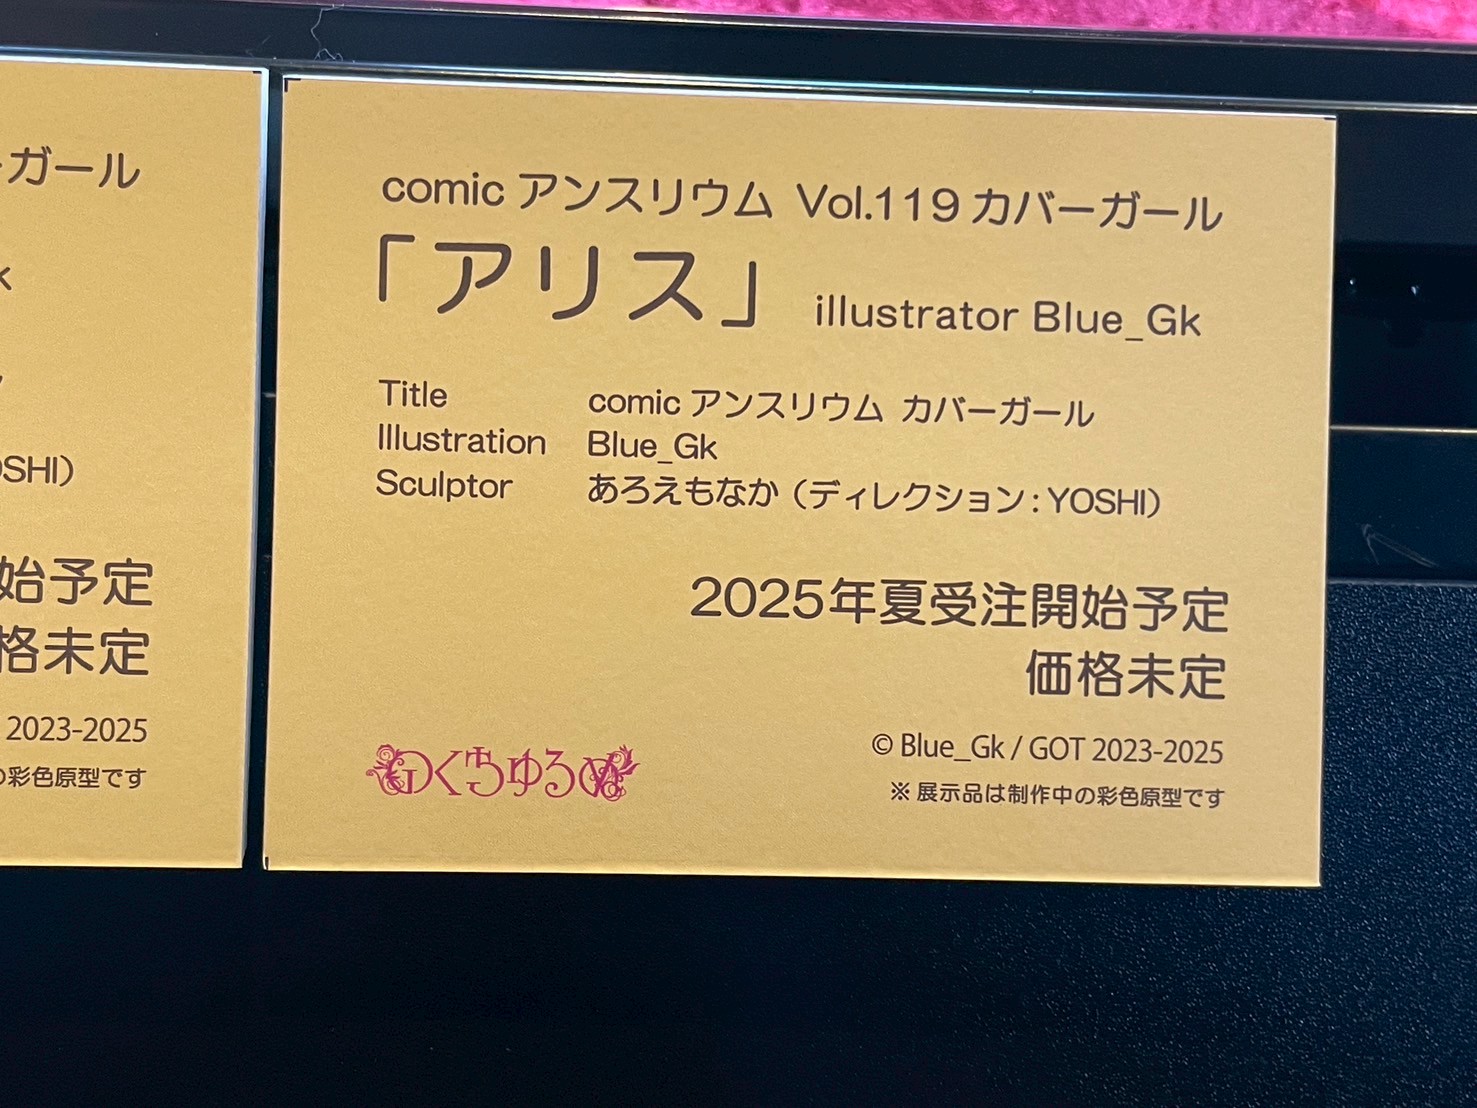 ーガール
k
OSHI）
始予定
格未定
2023-2025
の彩色原型です
comic アンスリウム Vol.119 カバーガール
「アリス」 illustrator Blue_Gk
Title comic アンスリウム カバーガール
Illustration Blue_Gk
Sculptor あろえもなか（ディレクション：YOSHI）
2025年夏受注開始予定
価格未定
© Blue_Gk / GOT 2023-2025
※ 展示品は制作中の彩色原型です